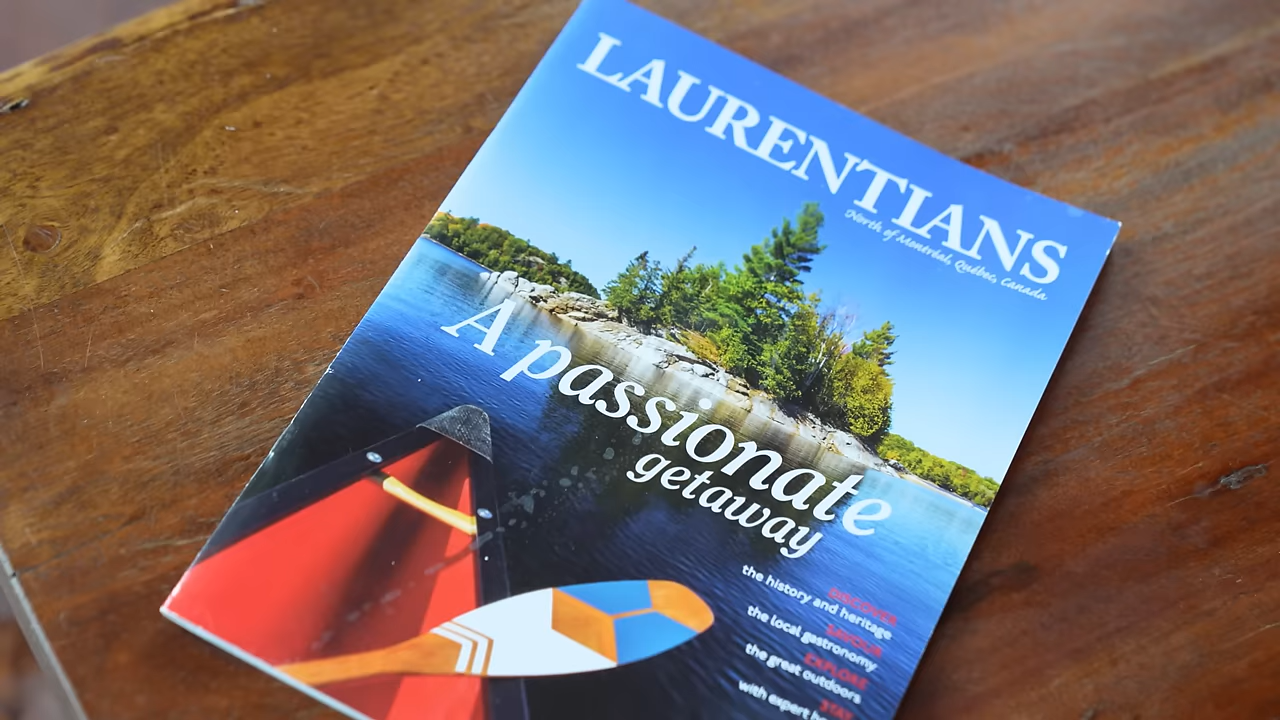 LAURENTIANS
North of Montréal, Québec, Canada
A passionate
getaway
DISCOVER
the history and heritage
SAVOUR
the local gastronomy
EXPLORE
the great outdoors
STAY
with expert